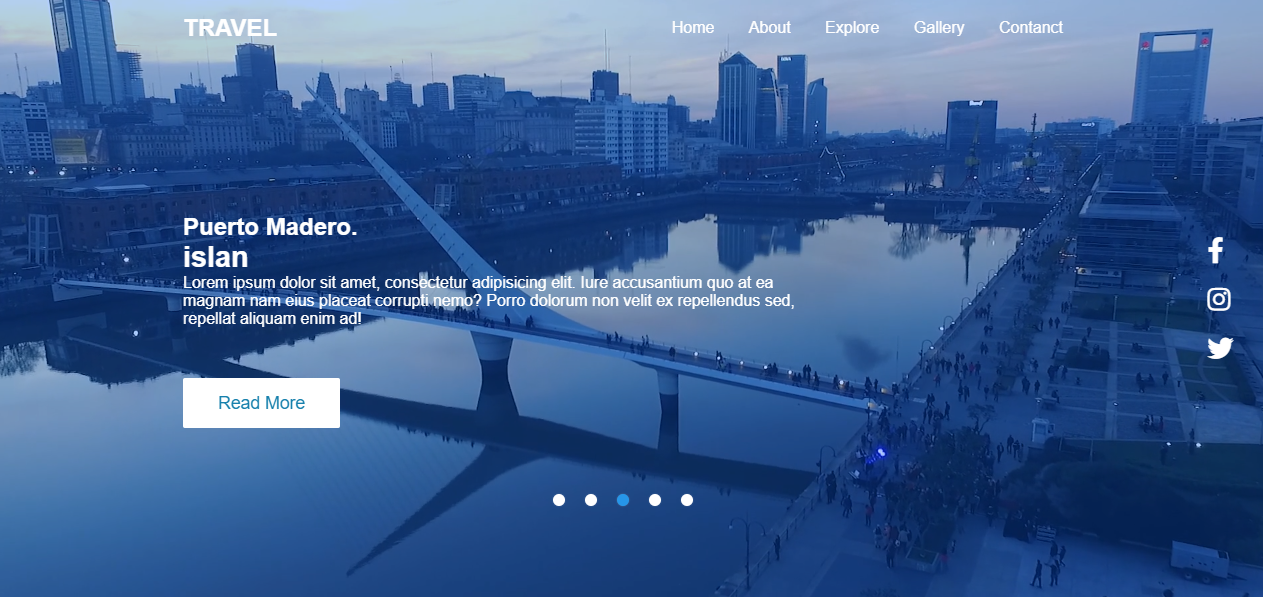 TRAVEL
Home About Explore Gallery Contanct
Puerto Madero.
islan
Lorem ipsum dolor sit amet, consectetur adipisicing elit. Iure accusantium quo at ea
magnam nam eius placeat corrupti nemo? Porro dolorum non velit ex repellendus sed,
repellat aliquam enim ad!
Read More